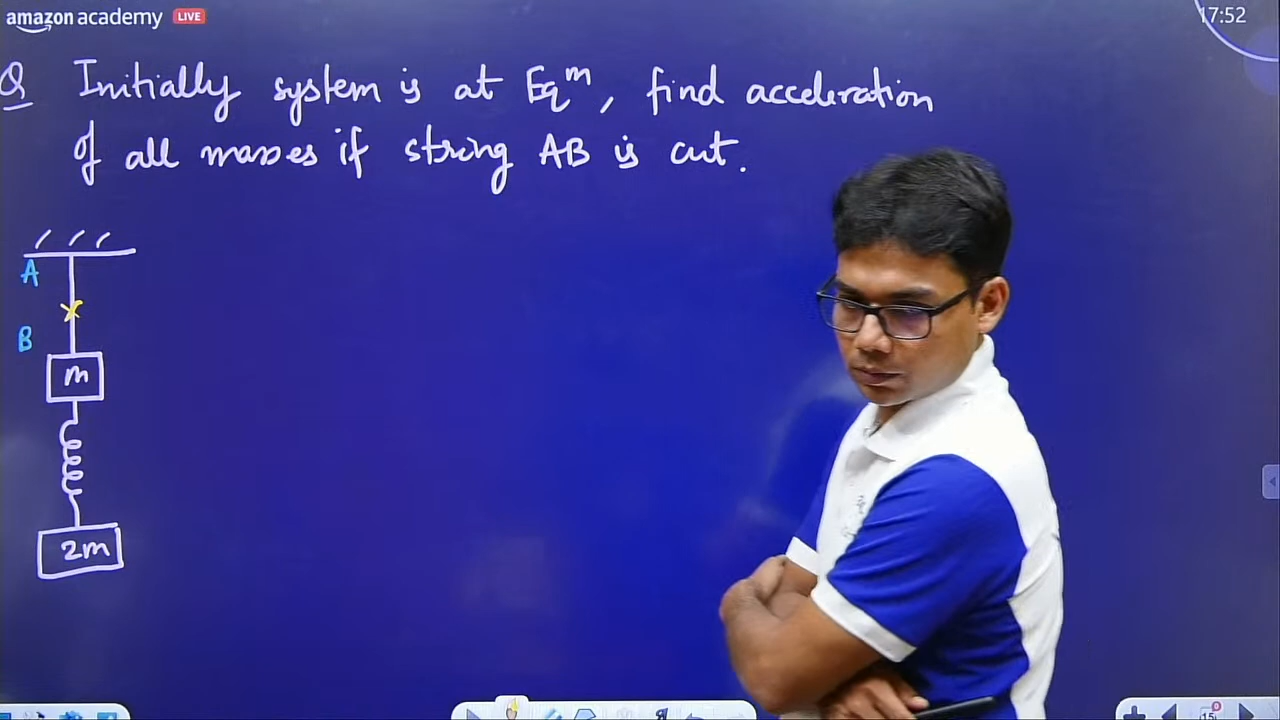 amazon academy LIVE
17:52
Q Initially system is at Eqᵐ, find acceleration
of all masses if string AB is cut.
A
B
m
2m